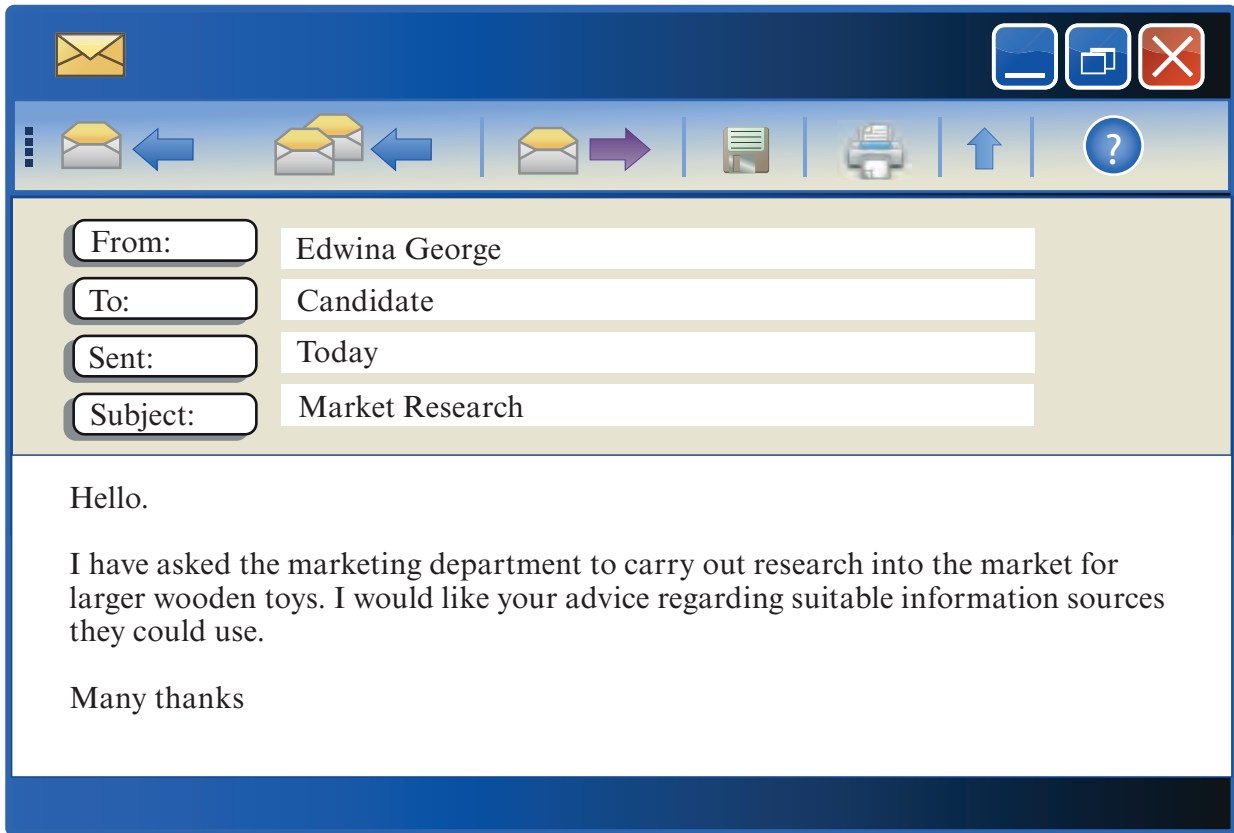 ?
From: Edwina George
To: Candidate
Sent: Today
Subject: Market Research
Hello.
I have asked the marketing department to carry out research into the market for
larger wooden toys. I would like your advice regarding suitable information sources
they could use.
Many thanks